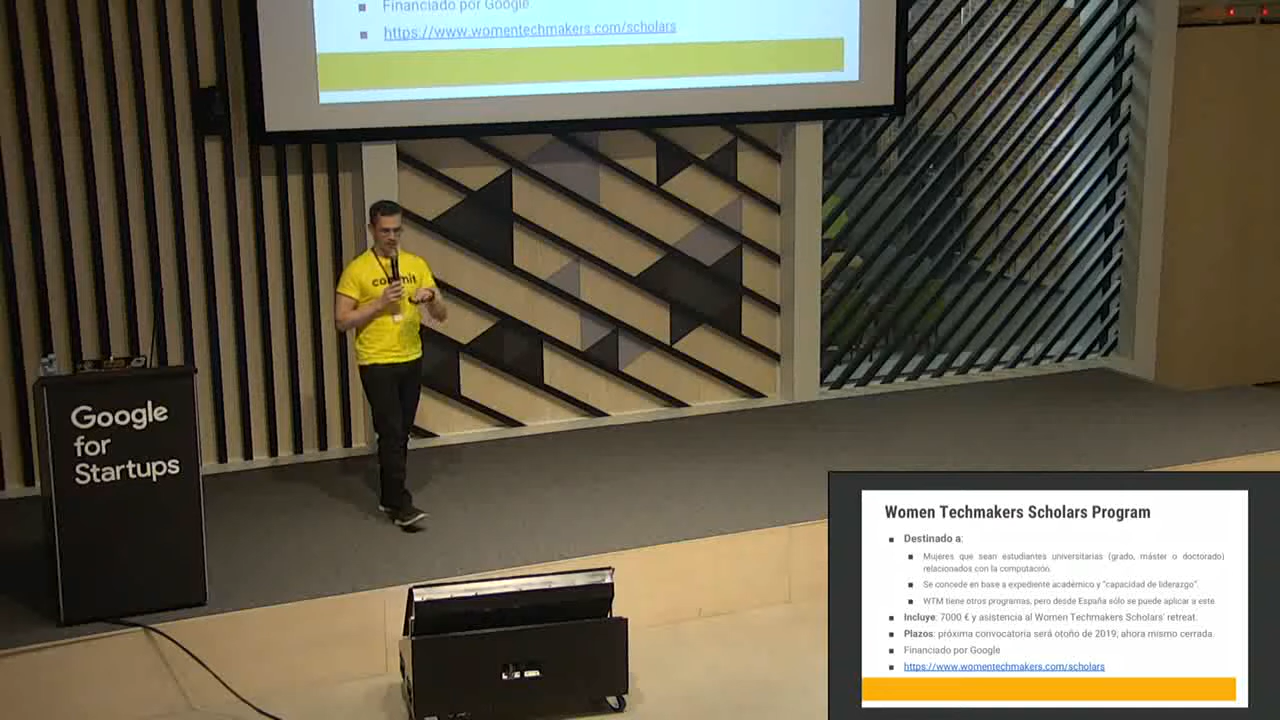 Financiado por Google
https://www.womentechmakers.com/scholars
commit
Google
for
Startups
Women Techmakers Scholars Program
Destinado a:
Mujeres que sean estudiantes universitarias (grado, máster o doctorado)
relacionados con la computación.
Se concede en base a expediente académico y "capacidad de liderazgo".
WTM tiene otros programas, pero desde España sólo se puede aplicar a este
Incluye: 7000 € y asistencia al Women Techmakers Scholars' retreat.
Plazos: próxima convocatoria será otoño de 2019; ahora mismo cerrada
Financiado por Google
https://www.womentechmakers.com/scholars